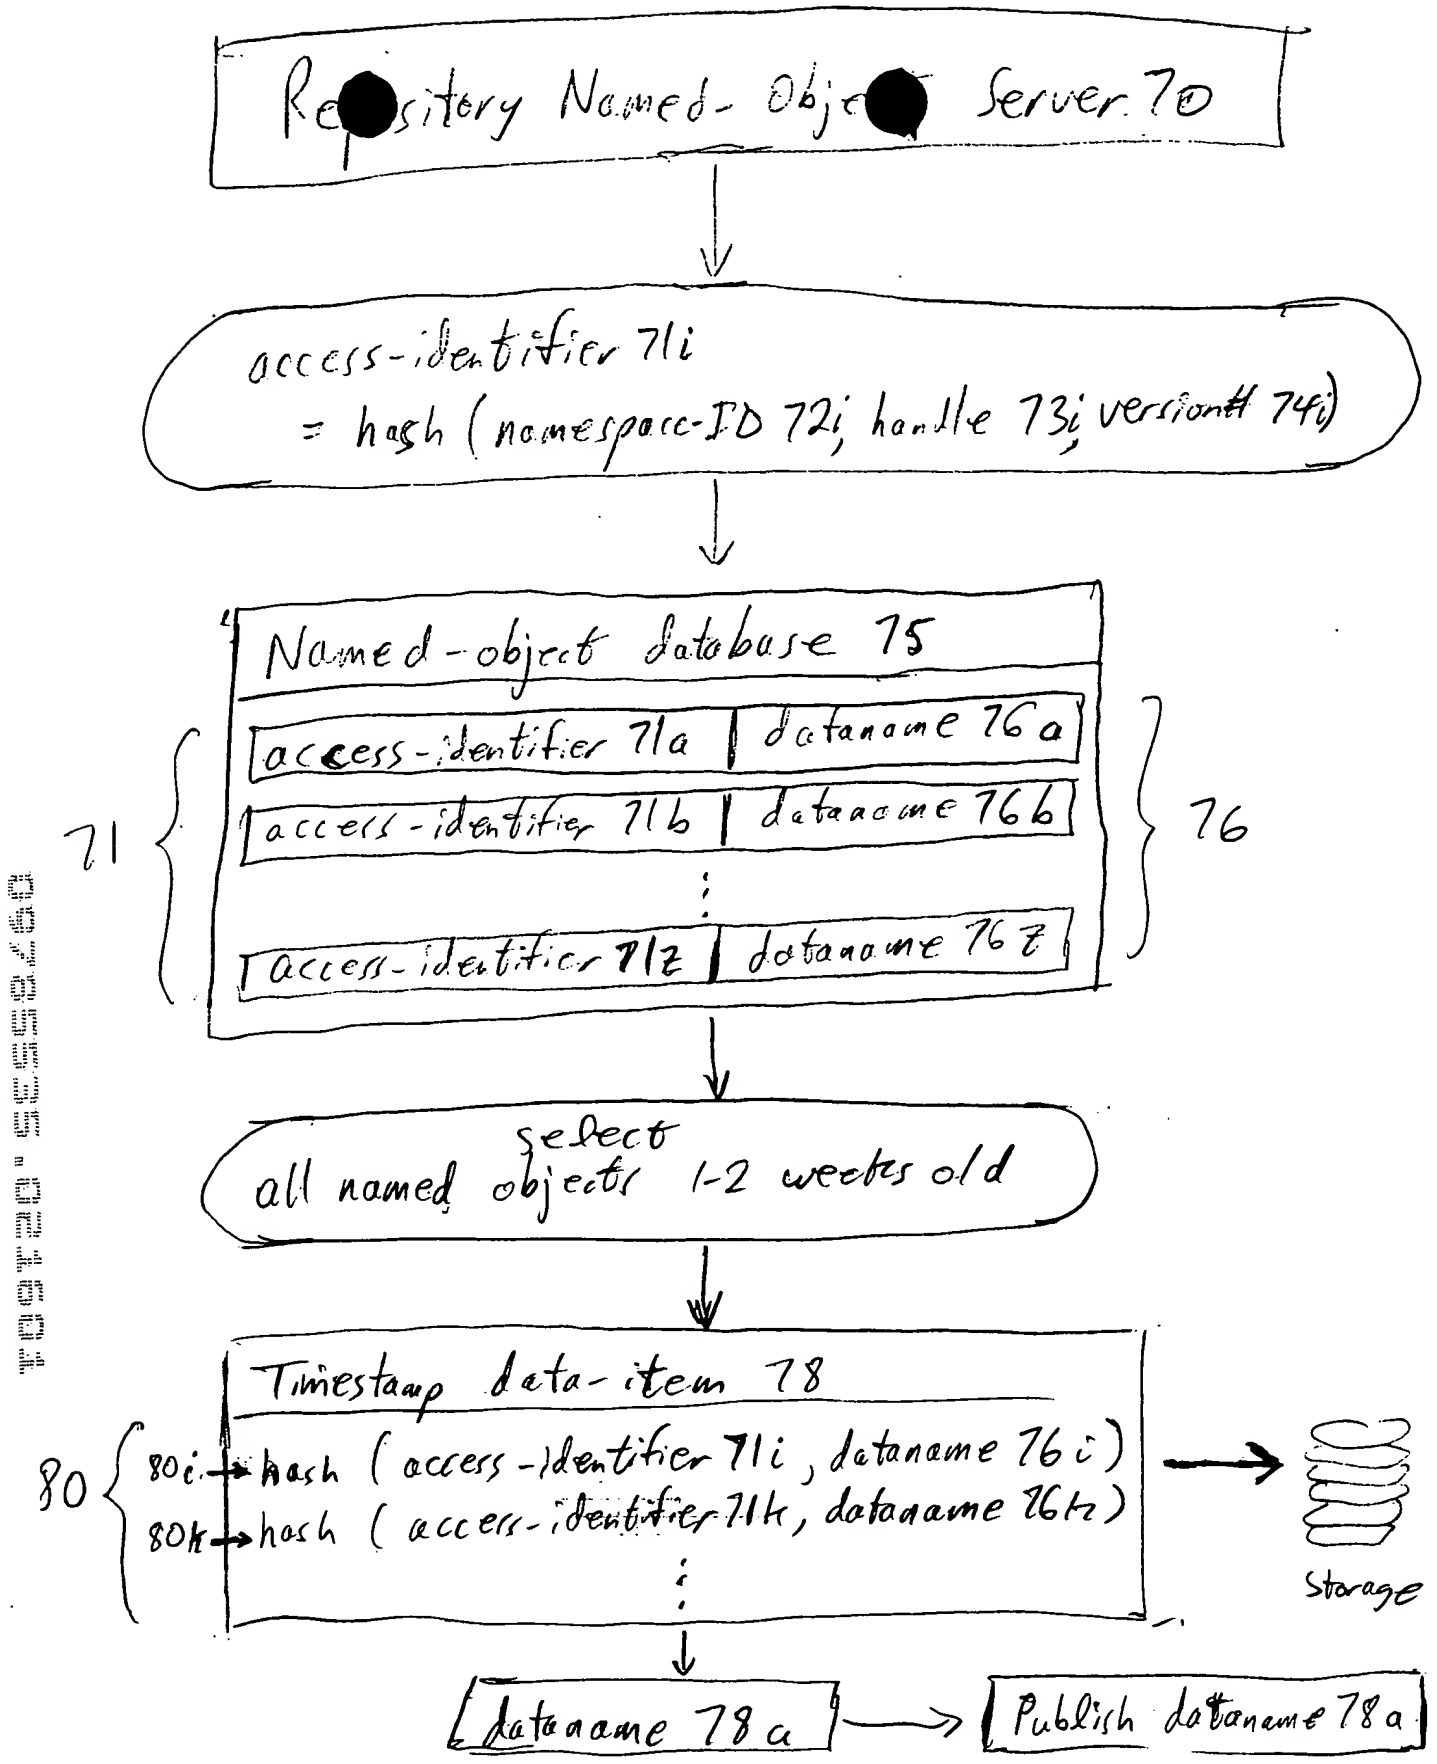 Repository Named-Object Server 70
access-identifier 71i
= hash (namespace-ID 72i, handle 73i, version# 74i)
Named-object database 75
access-identifier 71a | dataname 76a
access-identifier 71b | dataname 76b
⋮
access-identifier 71z | dataname 76z
71
76
09785535.021601
select
all named objects 1-2 weeks old
Timestamp data-item 78
80
80i → hash (access-identifier 71i, dataname 76i)
80k → hash (access-identifier 71k, dataname 76k)
⋮
Storage
dataname 78a
Publish dataname 78a